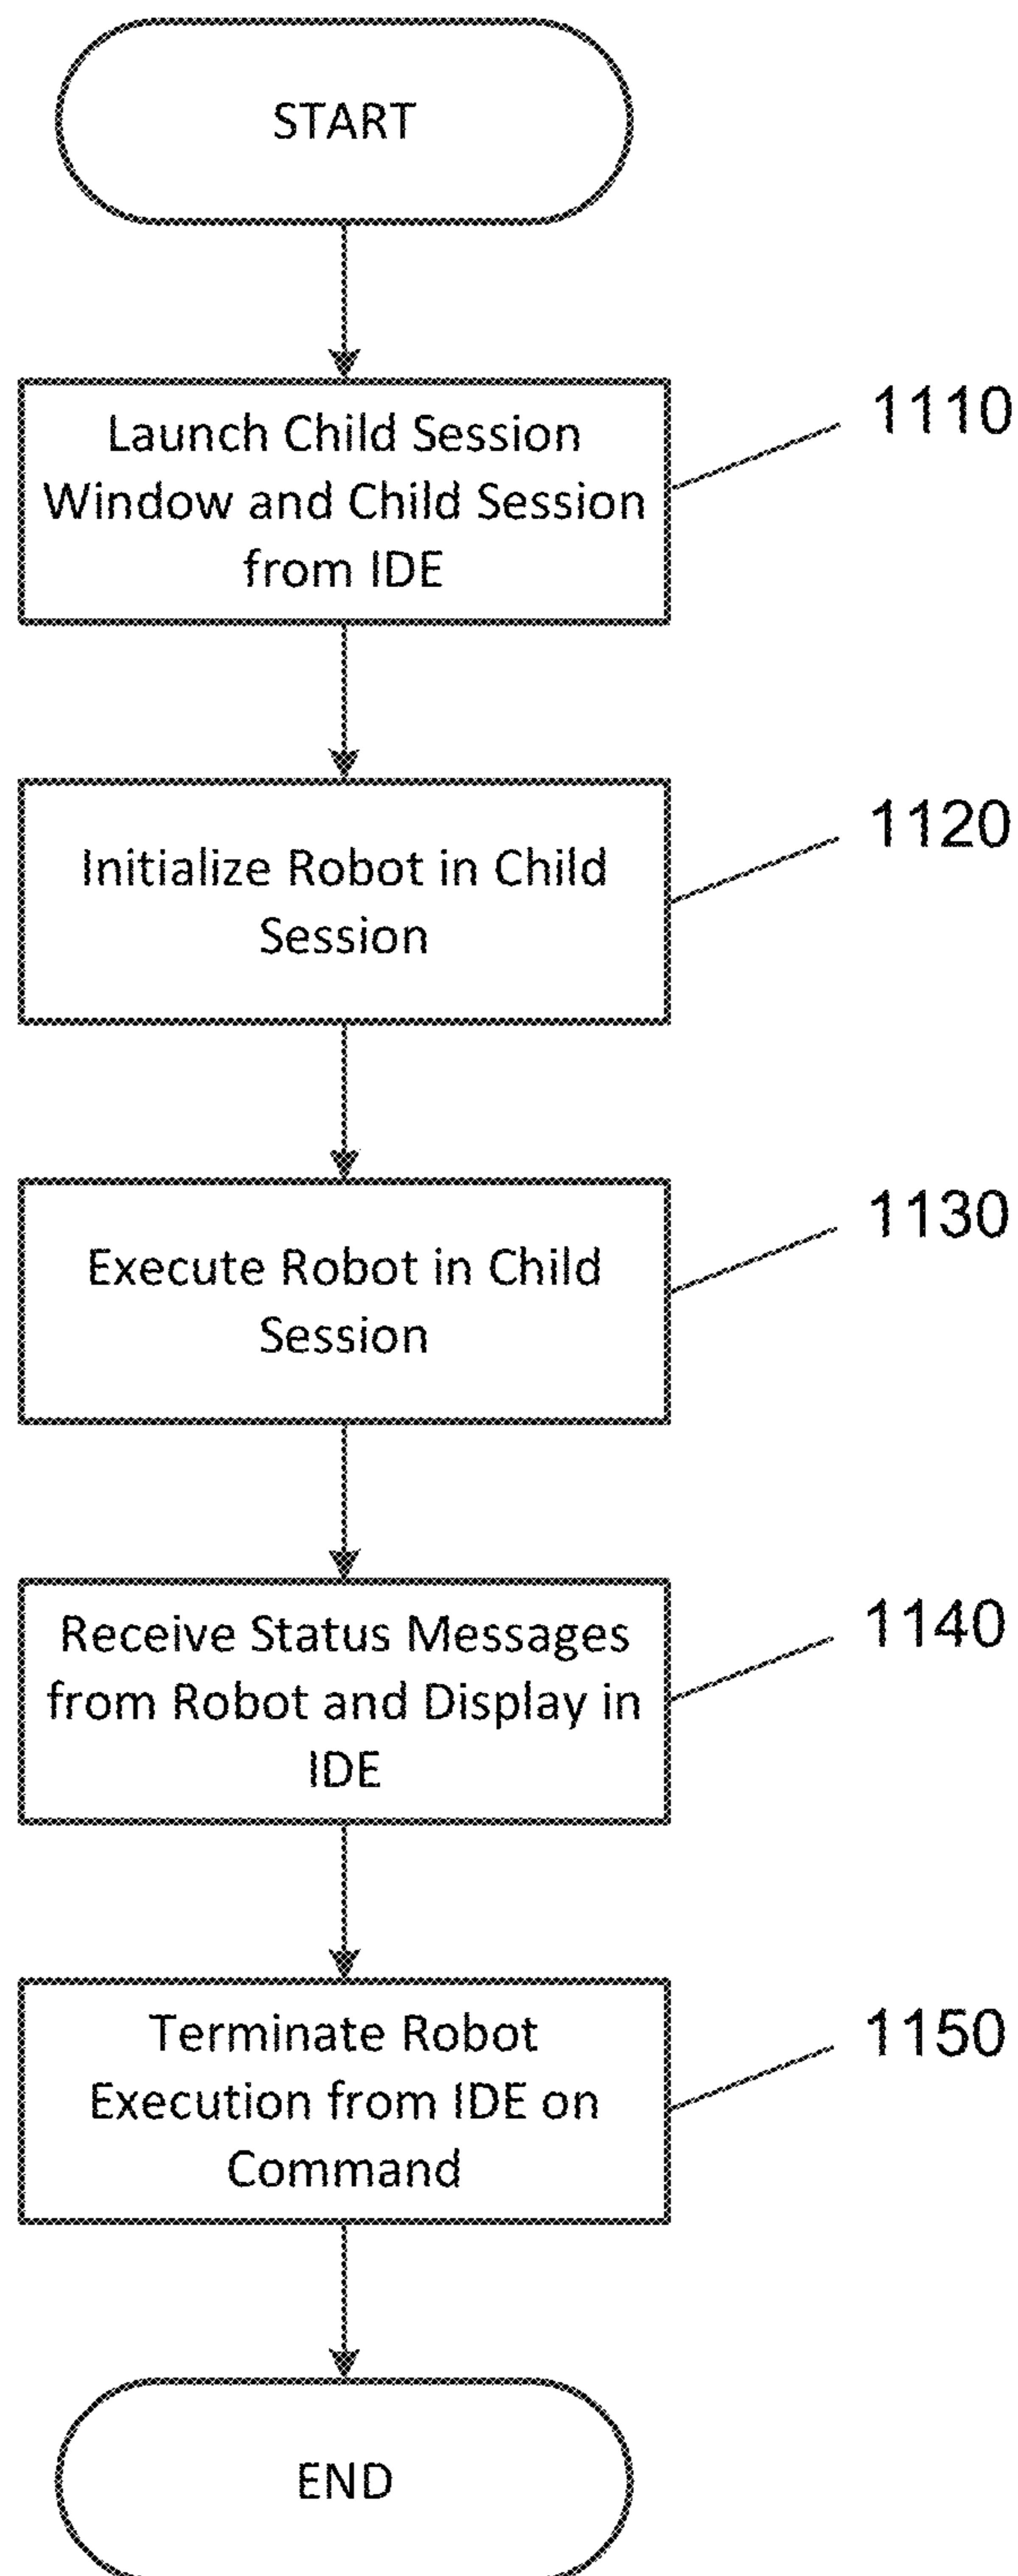 START
Launch Child Session
Window and Child Session
from IDE
1110
Initialize Robot in Child
Session
1120
Execute Robot in Child
Session
1130
Receive Status Messages
from Robot and Display in
IDE
1140
Terminate Robot
Execution from IDE on
Command
1150
END